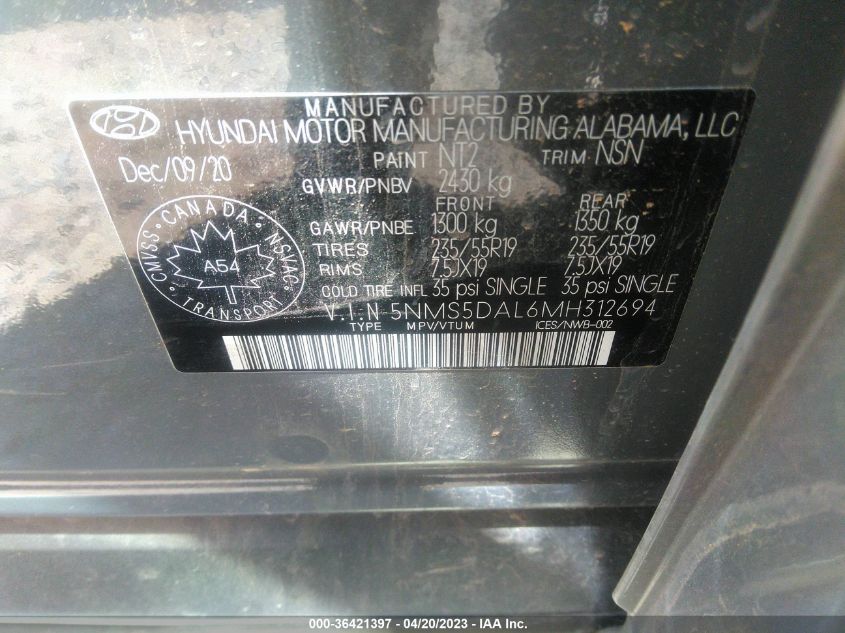 MANUFACTURED BY
HYUNDAI MOTOR MANUFACTURING ALABAMA, LLC
Dec/09/20
PAINT NT2 TRIM NSN
GVWR/PNBV 2430 kg
FRONT REAR
GAWR/PNBE 1300 kg 1350 kg
TIRES 235/55R19 235/55R19
RIMS 7.5JX19 7.5JX19
COLD TIRE INFL 35 psi SINGLE 35 psi SINGLE
V.I.N 5NMS5DAL6MH312694
TYPE MPV/VTUM ICES/NWB-002
CMVSS · CANADA · NSVAC · TRANSPORT
A54
000-36421397 - 04/20/2023 - IAA Inc.